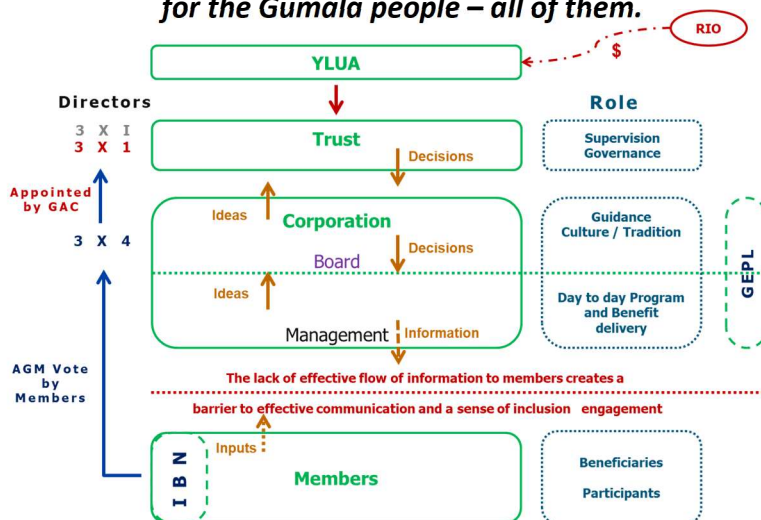 for the Gumala people – all of them.
RIO
$
YLUA
Directors
Role
3 X I
3 X 1
Trust
Decisions
Supervision
Governance
Appointed
by GAC
Ideas
Corporation
Guidance
Culture / Tradition
3 X 4
Decisions
Board
GEPL
Ideas
Day to day Program
and Benefit
delivery
Management
Information
AGM Vote
by
Members
The lack of effective flow of information to members creates a
barrier to effective communication and a sense of inclusion engagement
Inputs
IBN
Members
Beneficiaries
Participants